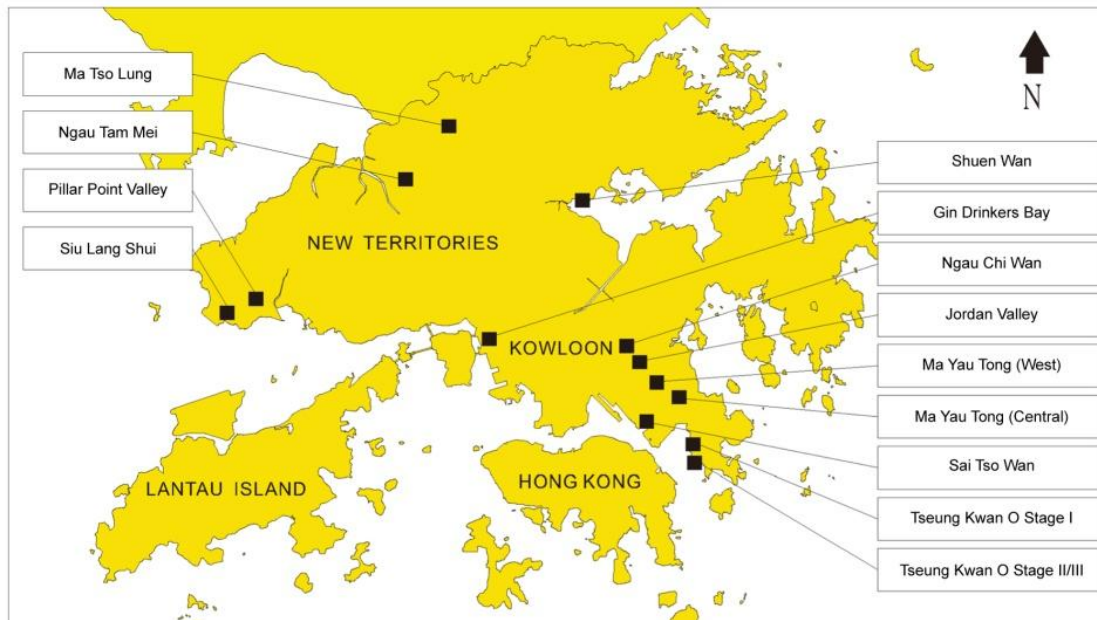 Ma Tso Lung
Ngau Tam Mei
Pillar Point Valley
Siu Lang Shui
N
Shuen Wan
Gin Drinkers Bay
Ngau Chi Wan
Jordan Valley
Ma Yau Tong (West)
Ma Yau Tong (Central)
Sai Tso Wan
Tseung Kwan O Stage I
Tseung Kwan O Stage II/III
NEW TERRITORIES
KOWLOON
LANTAU ISLAND
HONG KONG